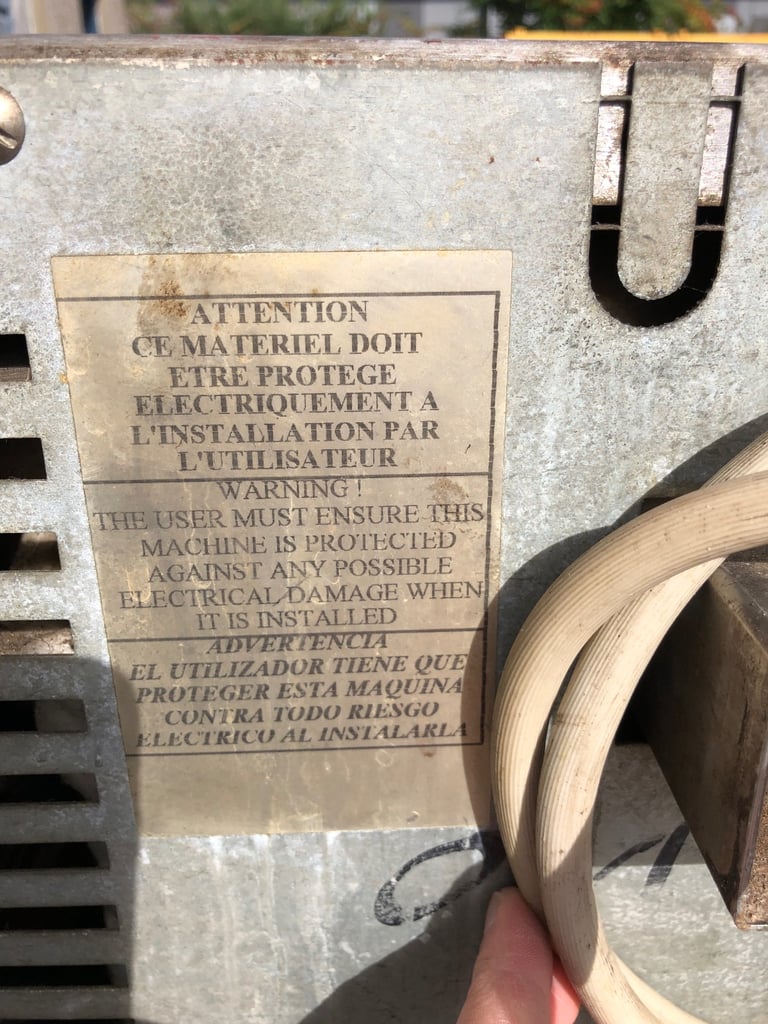 ATTENTION
CE MATERIEL DOIT
ETRE PROTEGE
ELECTRIQUEMENT A
L'INSTALLATION PAR
L'UTILISATEUR
WARNING !
THE USER MUST ENSURE THIS
MACHINE IS PROTECTED
AGAINST ANY POSSIBLE
ELECTRICAL DAMAGE WHEN
IT IS INSTALLED
ADVERTENCIA
EL UTILIZADOR TIENE QUE
PROTEGER ESTA MAQUINA
CONTRA TODO RIESGO
ELECTRICO AL INSTALARLA